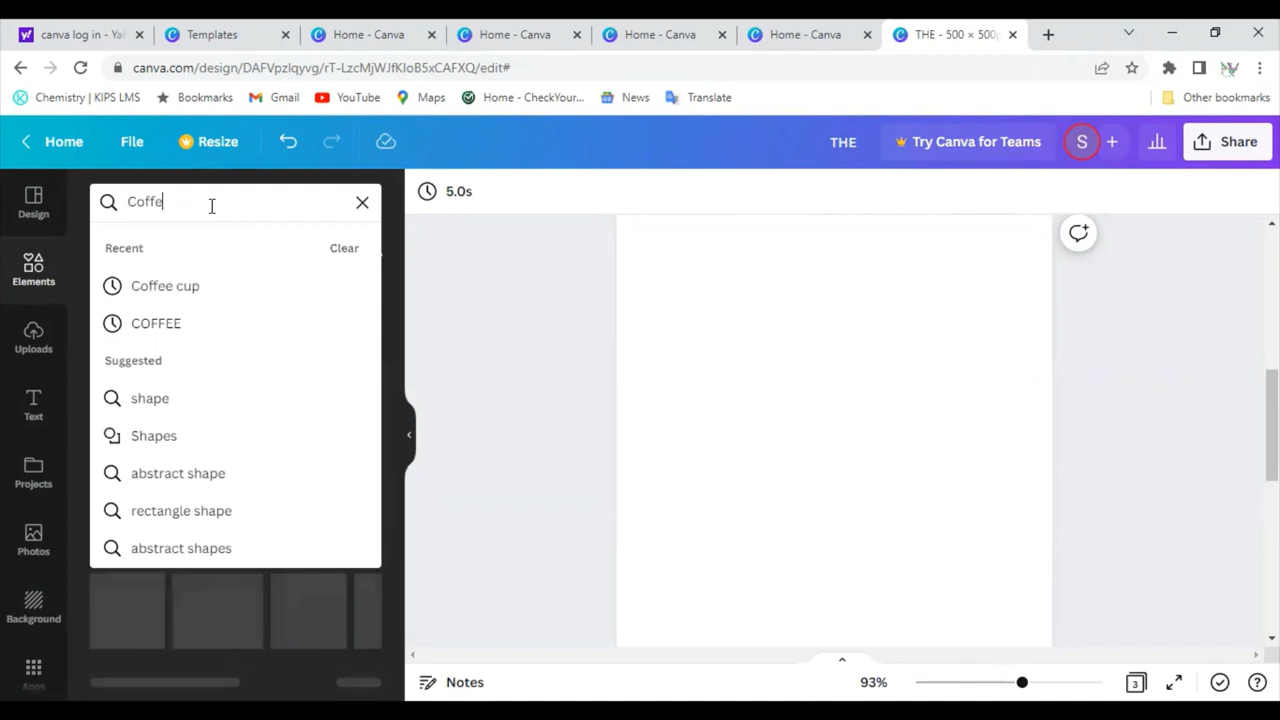 canva log in - Ya
Templates
Home - Canva
Home - Canva
Home - Canva
Home - Canva
THE - 500 × 500p
canva.com/design/DAFVpzIqyvg/rT-LzcMjWJfKIoB5xCAFXQ/edit#
Chemistry | KIPS LMS
Bookmarks
Gmail
YouTube
Maps
Home - CheckYour...
News
Translate
Other bookmarks
Home
File
Resize
THE
Try Canva for Teams
S
+
Share
Design
Elements
Uploads
Text
Projects
Photos
Background
Apps
Coffe
Recent
Clear
Coffee cup
COFFEE
Suggested
shape
Shapes
abstract shape
rectangle shape
abstract shapes
5.0s
Notes
93%
3